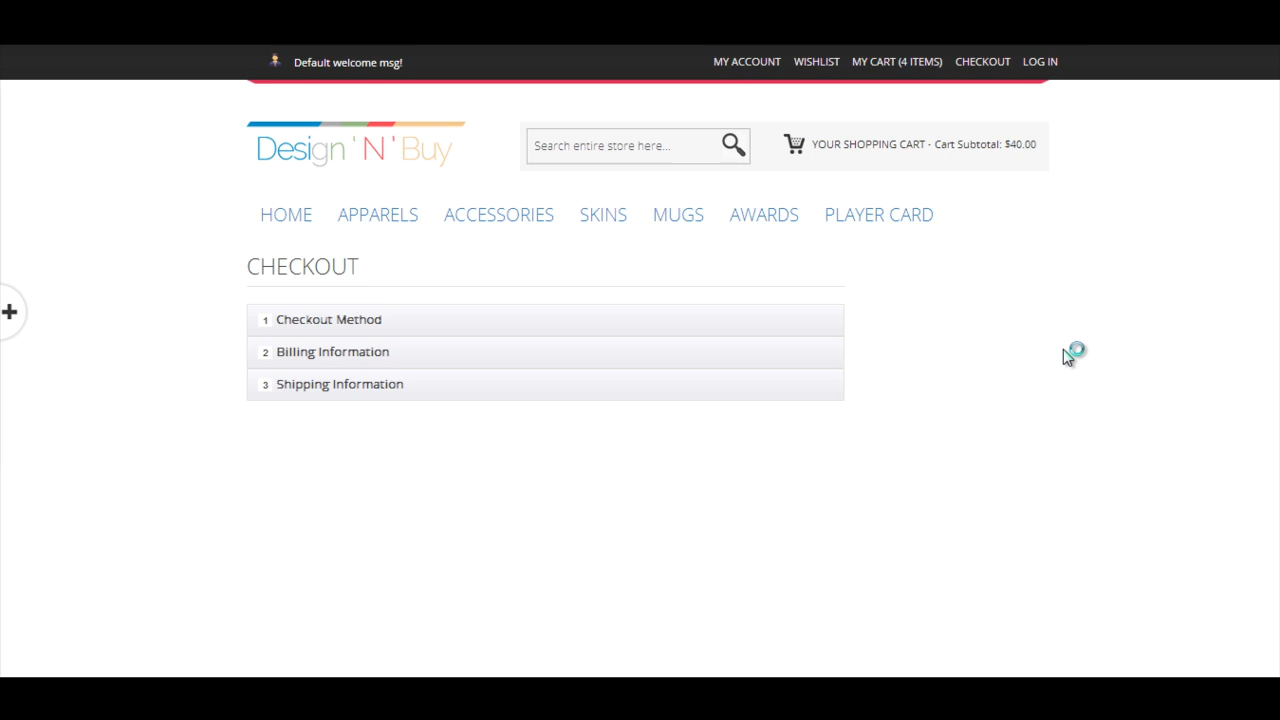 Default welcome msg!
MY ACCOUNT WISHLIST MY CART (4 ITEMS) CHECKOUT LOG IN
Design 'N' Buy
Search entire store here...
YOUR SHOPPING CART - Cart Subtotal: $40.00
HOME APPARELS ACCESSORIES SKINS MUGS AWARDS PLAYER CARD
CHECKOUT
1 Checkout Method
2 Billing Information
3 Shipping Information